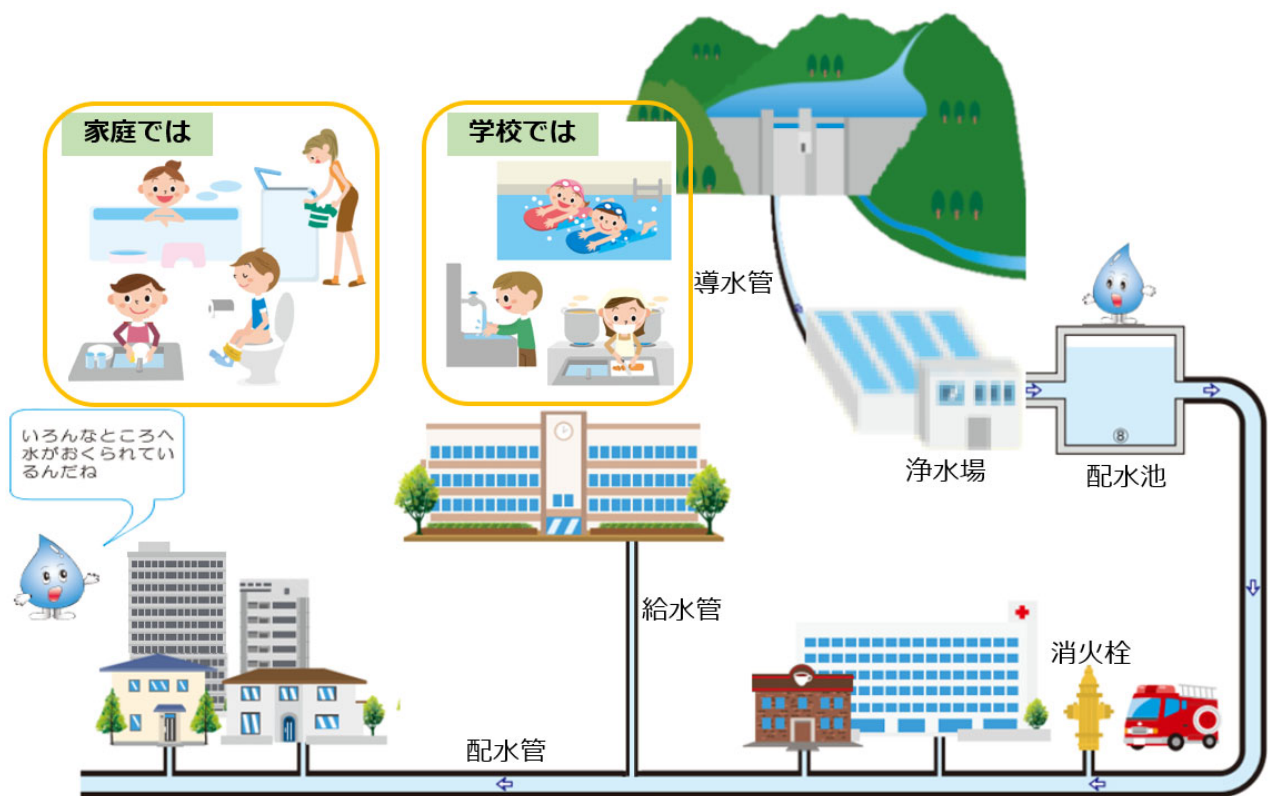 家庭では
学校では
導水管
浄水場
⑧
配水池
いろんなところへ
水がおくられてい
るんだね
給水管
消火栓
配水管